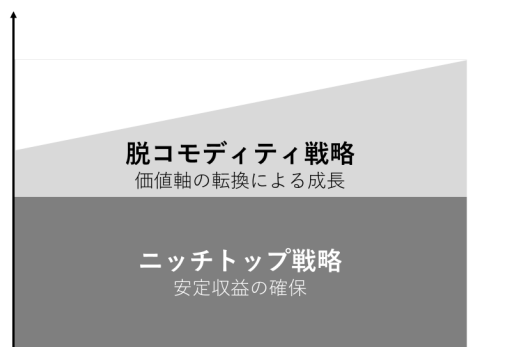 脱コモディティ戦略
価値軸の転換による成長
ニッチトップ戦略
安定収益の確保